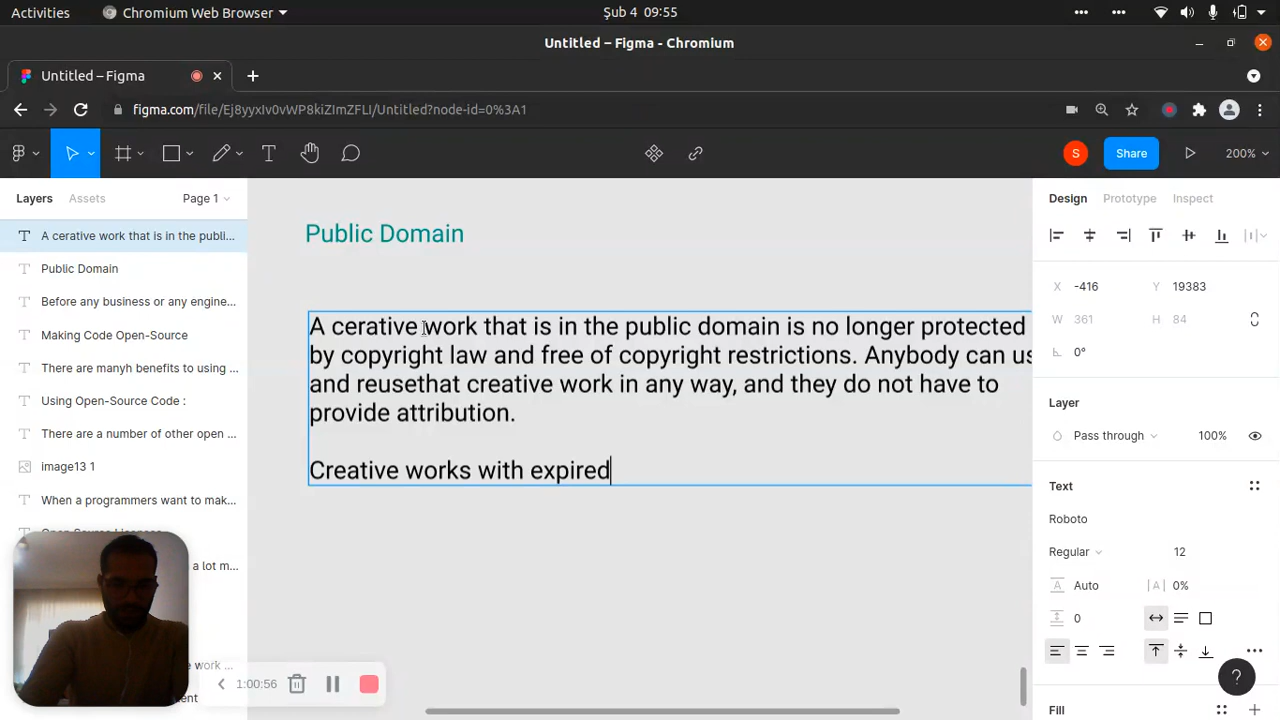 Activities
Chromium Web Browser
Şub 4 09:55
Untitled – Figma - Chromium
Untitled – Figma
figma.com/file/Ej8yyxIv0vWP8kiZImZFLI/Untitled?node-id=0%3A1
S
Share
200%
Layers
Assets
Page 1
A cerative work that is in the publi...
Public Domain
Before any business or any engine...
Making Code Open-Source
There are manyh benefits to using ...
Using Open-Source Code :
There are a number of other open ...
image13 1
When a programmers want to mak...
a lot m...
work ...
Public Domain
A cerative work that is in the public domain is no longer protected
by copyright law and free of copyright restrictions. Anybody can us
and reusethat creative work in any way, and they do not have to
provide attribution.
Creative works with expired
1:00:56
Design
Prototype
Inspect
X -416
Y 19383
W 361
H 84
0°
Layer
Pass through
100%
Text
Roboto
Regular
12
Auto
|A| 0%
0
Fill
?